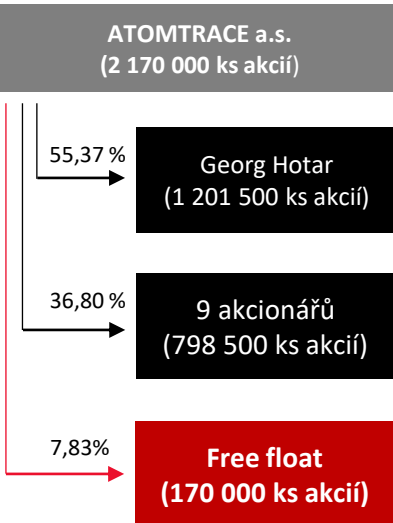 ATOMTRACE a.s.
(2 170 000 ks akcií)
55,37 %
Georg Hotar
(1 201 500 ks akcií)
36,80 %
9 akcionářů
(798 500 ks akcií)
7,83%
Free float
(170 000 ks akcií)